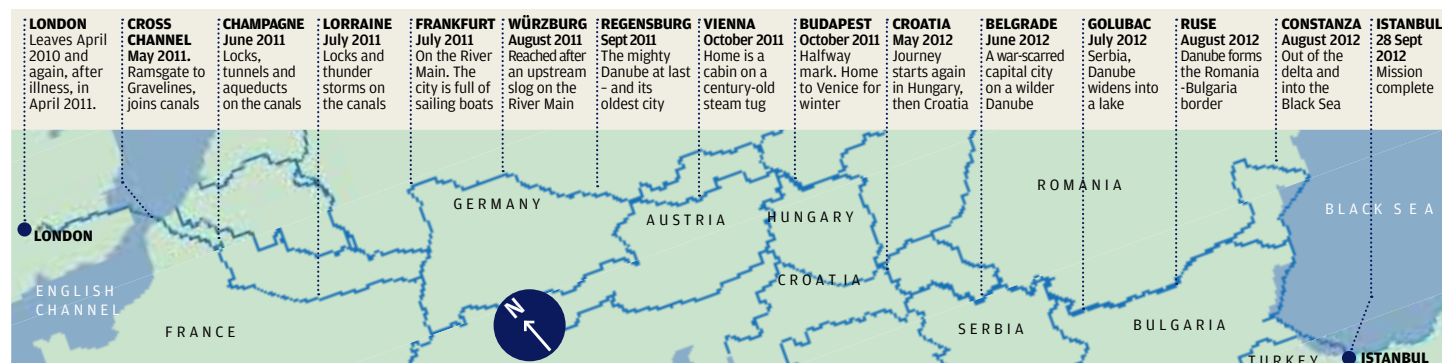 LONDON
Leaves April
2010 and
again, after
illness, in
April 2011.
CROSS
CHANNEL
May 2011.
Ramsgate to
Gravelines,
joins canals
CHAMPAGNE
June 2011
Locks,
tunnels and
aqueducts
on the canals
LORRAINE
July 2011
Locks and
thunder
storms on
the canals
FRANKFURT
July 2011
On the River
Main. The
city is full of
sailing boats
WÜRZBURG
August 2011
Reached after
an upstream
slog on the
River Main
REGENSBURG
Sept 2011
The mighty
Danube at last
– and its
oldest city
VIENNA
October 2011
Home is a
cabin on a
century-old
steam tug
BUDAPEST
October 2011
Halfway
mark. Home
to Venice for
winter
CROATIA
May 2012
Journey
starts again
in Hungary,
then Croatia
BELGRADE
June 2012
A war-scarred
capital city
on a wilder
Danube
GOLUBAC
July 2012
Serbia,
Danube
widens into
a lake
RUSE
August 2012
Danube forms
the Romania
-Bulgaria
border
CONSTANZA
August 2012
Out of the
delta and
into the
Black Sea
ISTANBUL
28 Sept
2012
Mission
complete
LONDON
ENGLISH
CHANNEL
FRANCE
GERMANY
N
AUSTRIA
HUNGARY
CROATIA
ROMANIA
SERBIA
BULGARIA
BLACK SEA
TURKEY
ISTANBUL